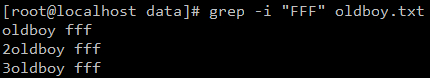 [root@localhost data]# grep -i "FFF" oldboy.txt
oldboy fff
2oldboy fff
3oldboy fff